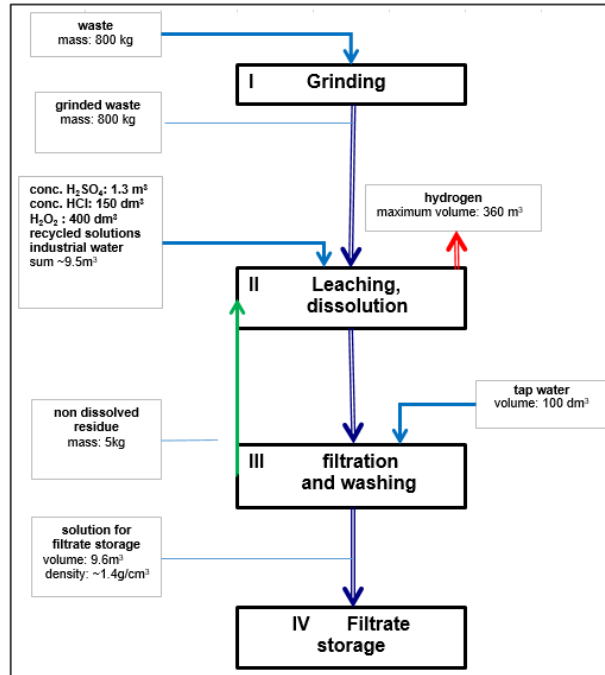 waste
mass: 800 kg
I Grinding
grinded waste
mass: 800 kg
conc. H₂SO₄: 1.3 m³
conc. HCl: 150 dm³
H₂O₂ : 400 dm³
recycled solutions
industrial water
sum ~9.5m³
hydrogen
maximum volume: 360 m³
II Leaching,
dissolution
tap water
volume: 100 dm³
non dissolved
residue
mass: 5kg
III filtration
and washing
solution for
filtrate storage
volume: 9.6m³
density: ~1.4g/cm³
IV Filtrate
storage